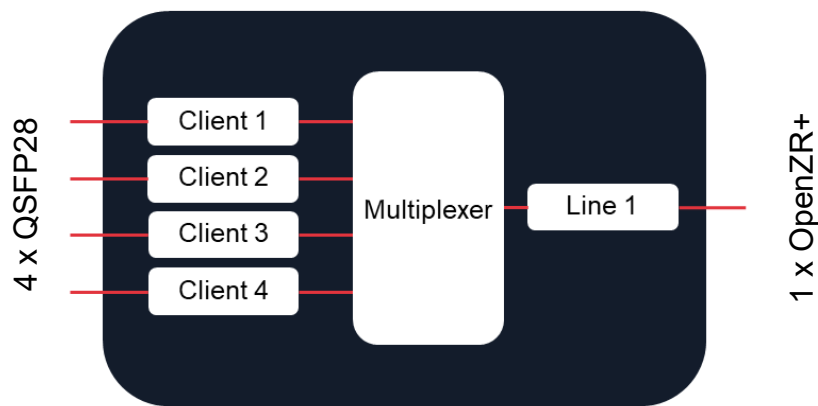 4 x QSFP28
Client 1
Client 2
Client 3
Client 4
Multiplexer
Line 1
1 x OpenZR+